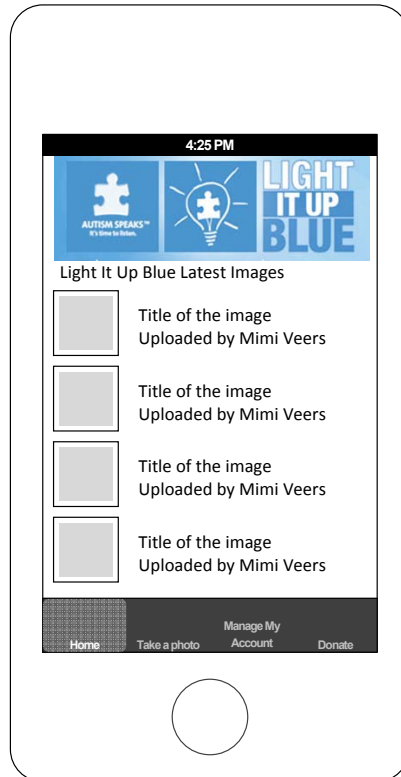 4:25 PM
AUTISM SPEAKS™
It's time to listen.
LIGHT
IT UP
BLUE
Light It Up Blue Latest Images
Title of the image
Uploaded by Mimi Veers
Title of the image
Uploaded by Mimi Veers
Title of the image
Uploaded by Mimi Veers
Title of the image
Uploaded by Mimi Veers
Home
Take a photo
Manage My
Account
Donate